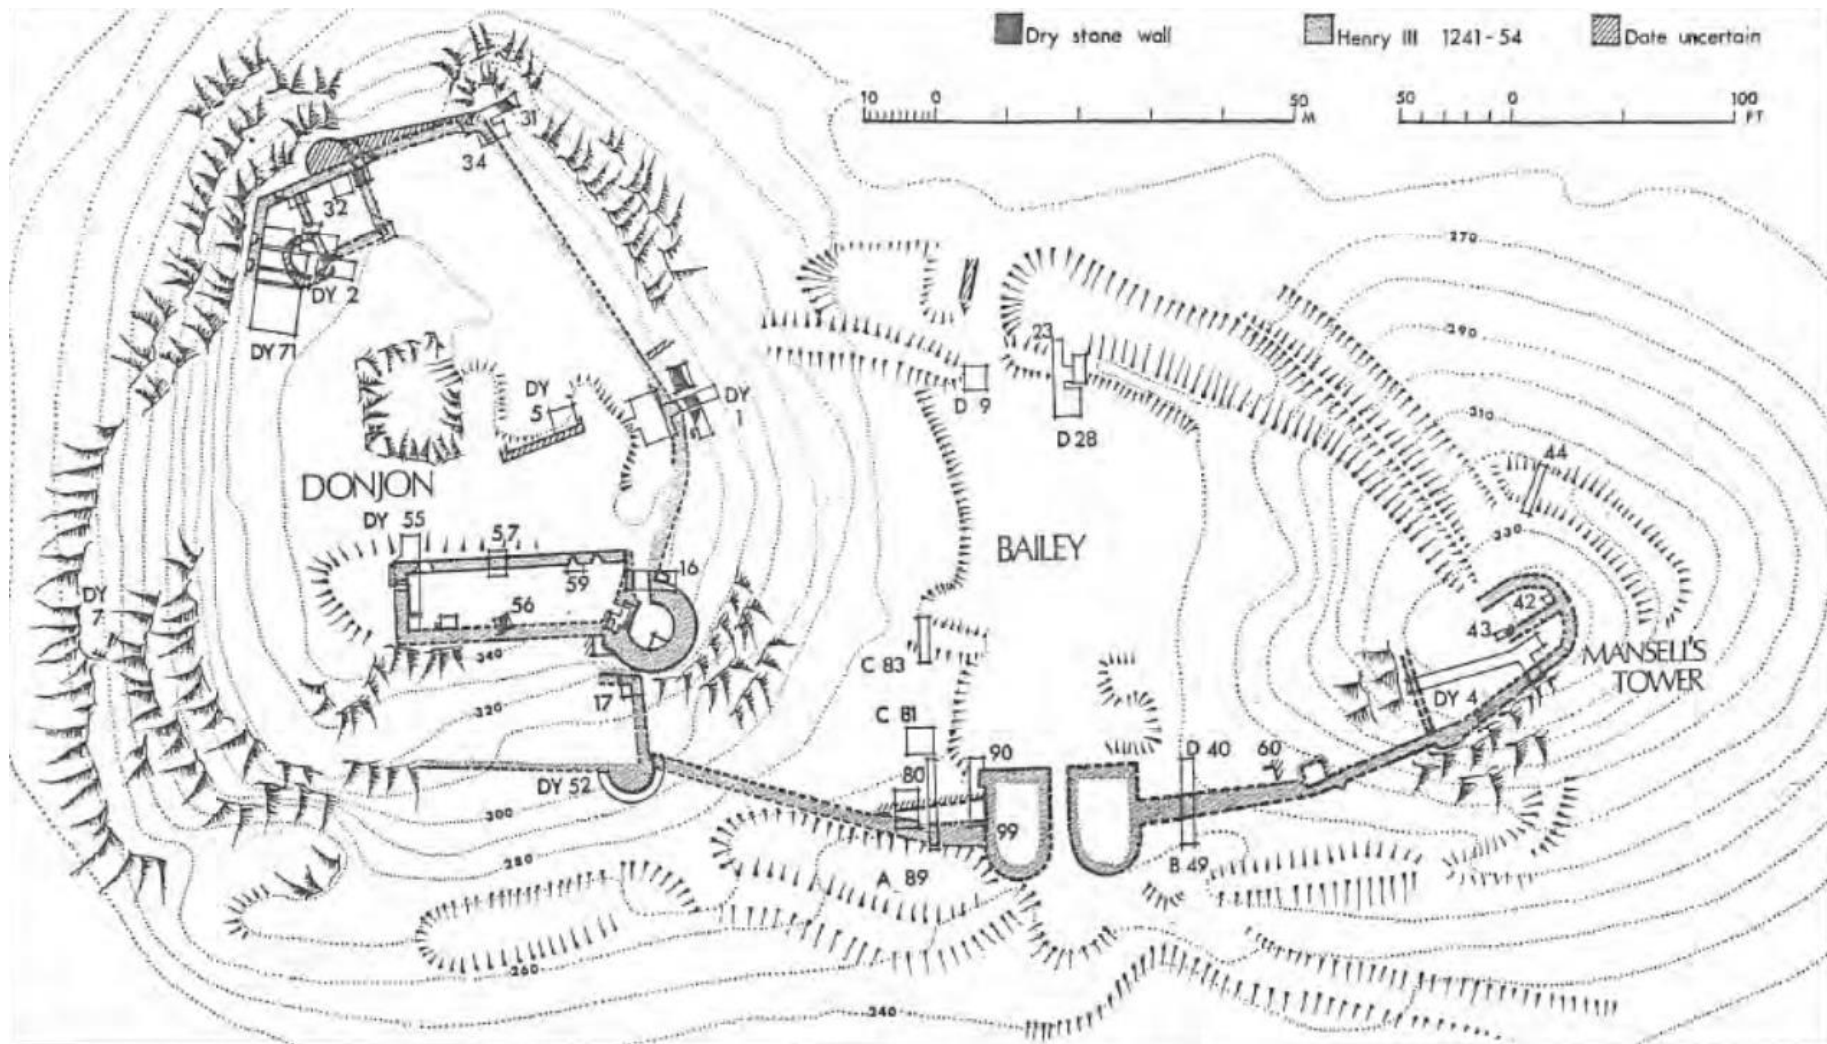 Dry stone wall
Henry III 1241-54
Date uncertain
10 0 50 M
50 0 100 FT
31
34
32
DY 2
DY 71
270
290
310
330
23
D 9
D 28
DY 5
DY 1
44
DONJON
BAILEY
DY 55
57
59
16
56
DY 7
340
320
300
280
260
240
17
DY 52
C 83
C 81
80
90
99
A 89
D 40
60
B 49
42
43
DY 4
MANSELL'S
TOWER